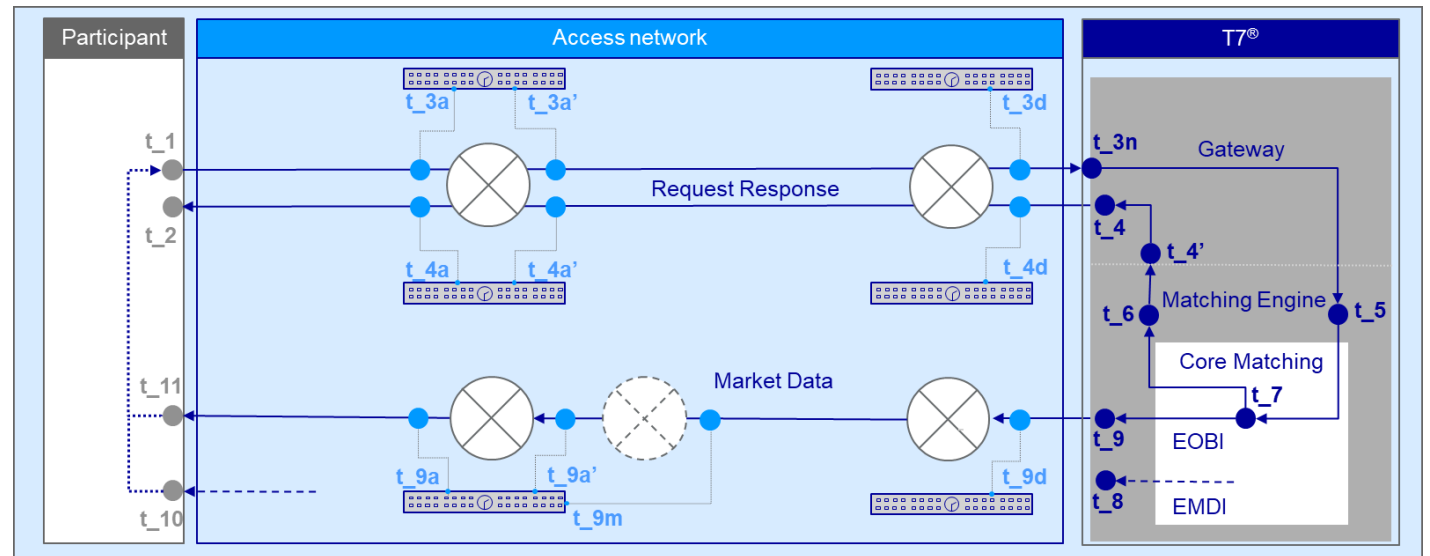 Participant
Access network
T7®
t_3a
t_3a’
t_3d
t_1
t_3n
Gateway
Request Response
t_2
t_4
t_4’
t_4a
t_4a’
t_4d
Matching Engine
t_6
t_5
Core Matching
t_11
Market Data
t_7
t_9
EOBI
t_9a
t_9a’
t_9d
t_8
t_10
t_9m
EMDI